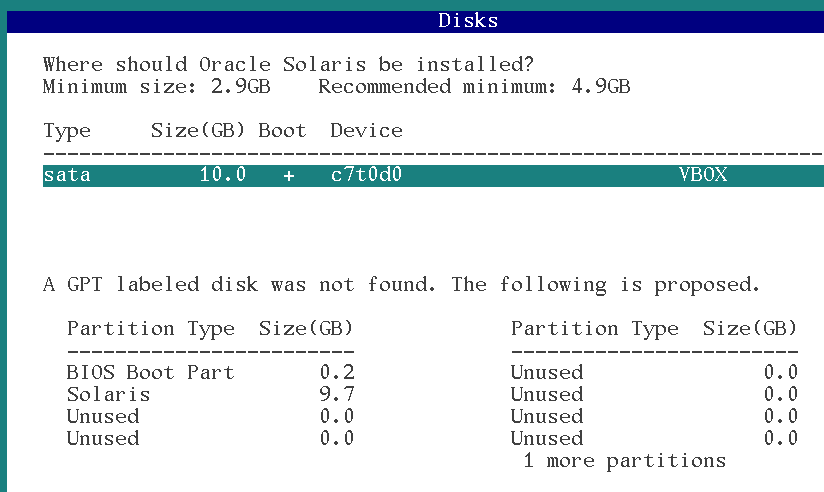 Disks
Where should Oracle Solaris be installed?
Minimum size: 2.9GB    Recommended minimum: 4.9GB
Type     Size(GB) Boot  Device
--------------------------------------------------------------------
sata         10.0   +   c7t0d0                       VBOX
A GPT labeled disk was not found. The following is proposed.
Partition Type  Size(GB)             Partition Type  Size(GB)
------------------------             ------------------------
BIOS Boot Part       0.2             Unused               0.0
Solaris              9.7             Unused               0.0
Unused               0.0             Unused               0.0
Unused               0.0             Unused               0.0
1 more partitions